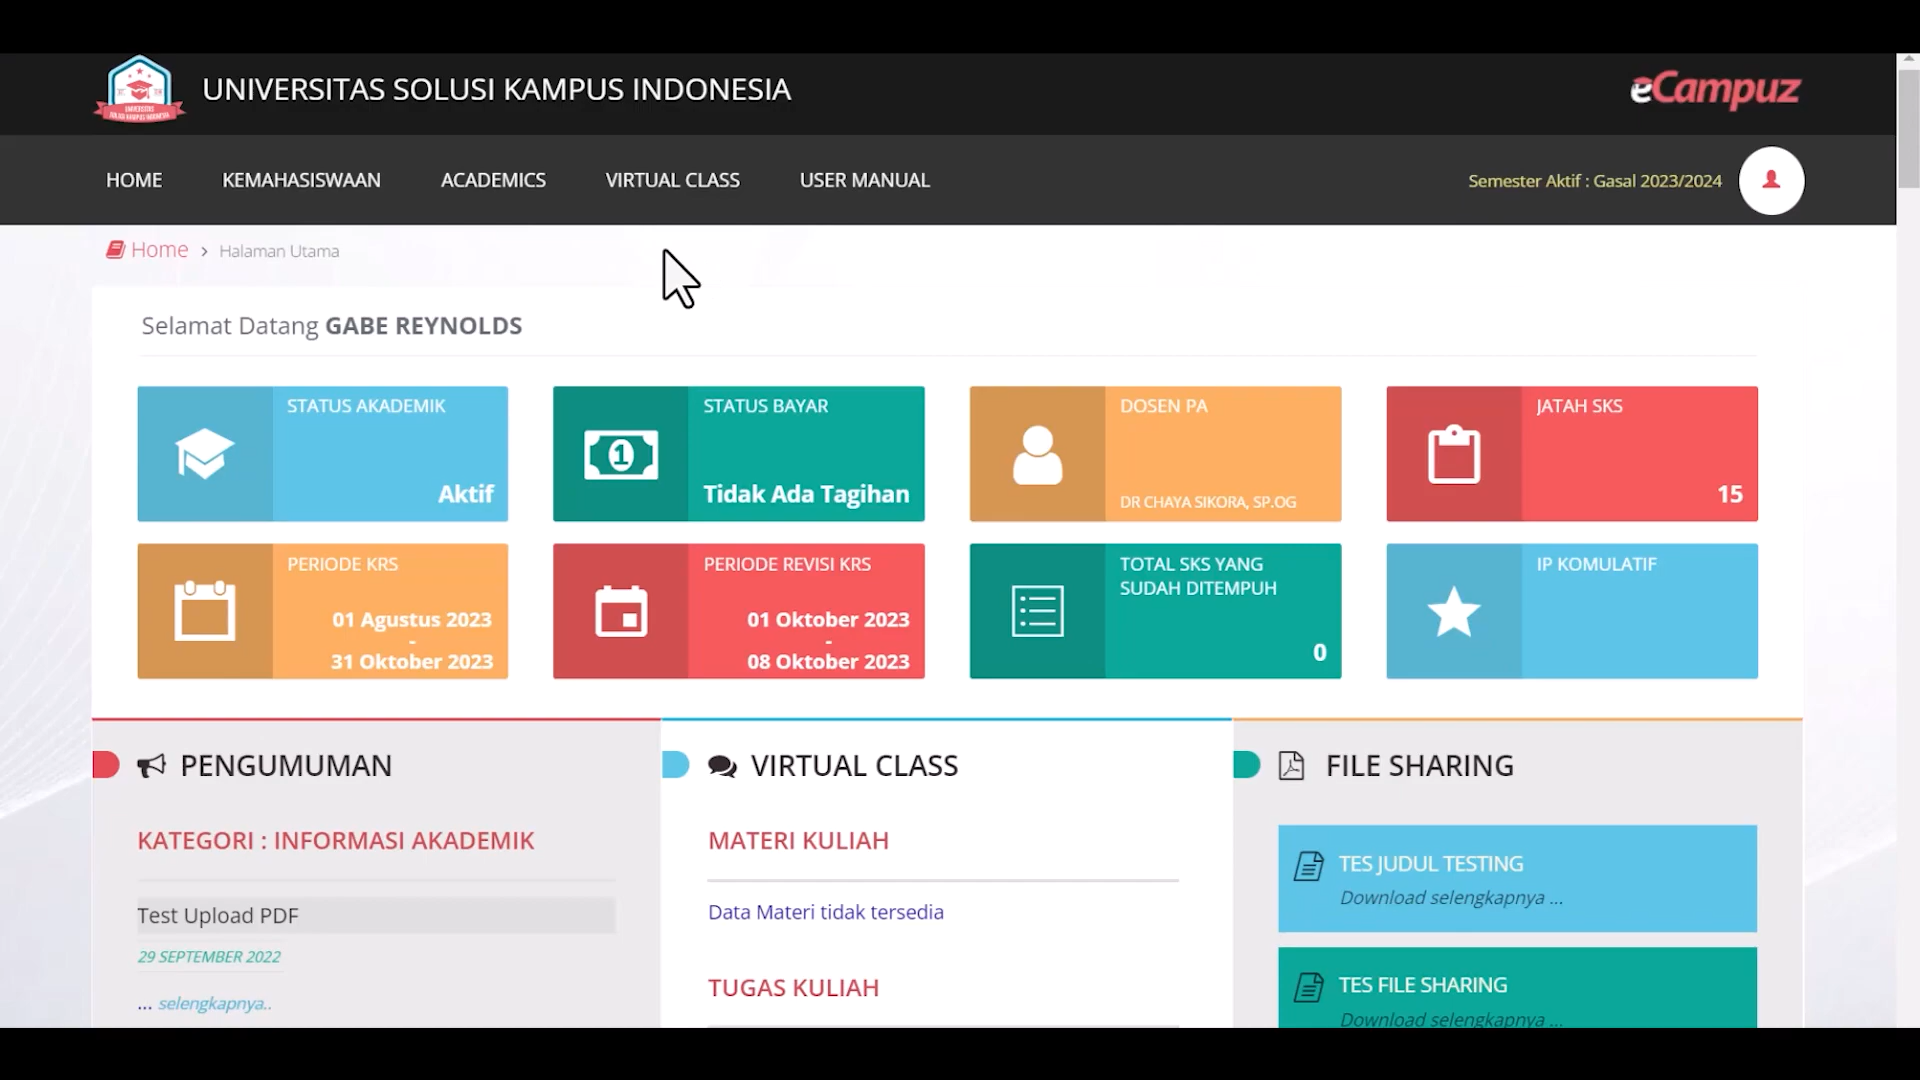 UNIVERSITAS SOLUSI KAMPUS INDONESIA
eCampuz
HOME
KEMAHASISWAAN
ACADEMICS
VIRTUAL CLASS
USER MANUAL
Semester Aktif : Gasal 2023/2024
Home > Halaman Utama
Selamat Datang GABE REYNOLDS
STATUS AKADEMIK
Aktif
STATUS BAYAR
1
Tidak Ada Tagihan
DOSEN PA
DR CHAYA SIKORA, SP.OG
JATAH SKS
15
PERIODE KRS
01 Agustus 2023
-
31 Oktober 2023
PERIODE REVISI KRS
01 Oktober 2023
-
08 Oktober 2023
TOTAL SKS YANG
SUDAH DITEMPUH
0
IP KOMULATIF
PENGUMUMAN
KATEGORI : INFORMASI AKADEMIK
Test Upload PDF
29 SEPTEMBER 2022
... selengkapnya..
VIRTUAL CLASS
MATERI KULIAH
Data Materi tidak tersedia
TUGAS KULIAH
FILE SHARING
TES JUDUL TESTING
Download selengkapnya ...
TES FILE SHARING
Download selengkapnya ...